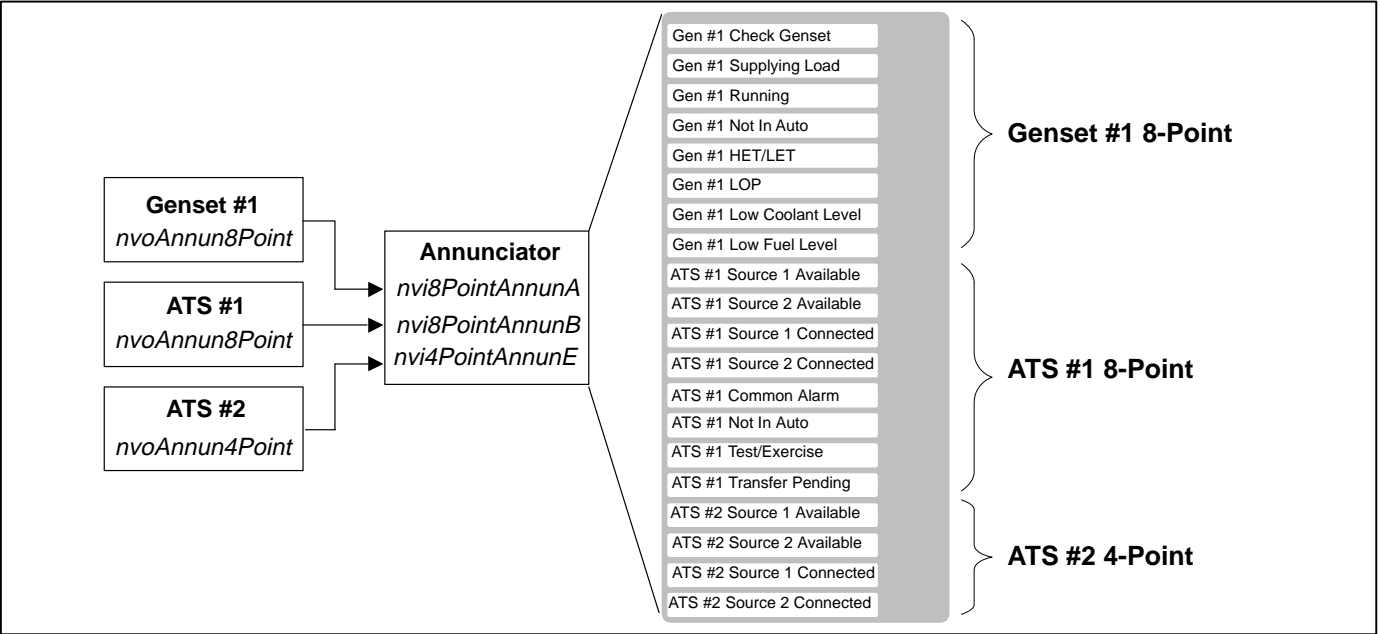 Genset #1
nvoAnnun8Point
ATS #1
nvoAnnun8Point
ATS #2
nvoAnnun4Point
Annunciator
nvi8PointAnnunA
nvi8PointAnnunB
nvi4PointAnnunE
Gen #1 Check Genset
Gen #1 Supplying Load
Gen #1 Running
Gen #1 Not In Auto
Gen #1 HET/LET
Gen #1 LOP
Gen #1 Low Coolant Level
Gen #1 Low Fuel Level
ATS #1 Source 1 Available
ATS #1 Source 2 Available
ATS #1 Source 1 Connected
ATS #1 Source 2 Connected
ATS #1 Common Alarm
ATS #1 Not In Auto
ATS #1 Test/Exercise
ATS #1 Transfer Pending
ATS #2 Source 1 Available
ATS #2 Source 2 Available
ATS #2 Source 1 Connected
ATS #2 Source 2 Connected
Genset #1 8-Point
ATS #1 8-Point
ATS #2 4-Point